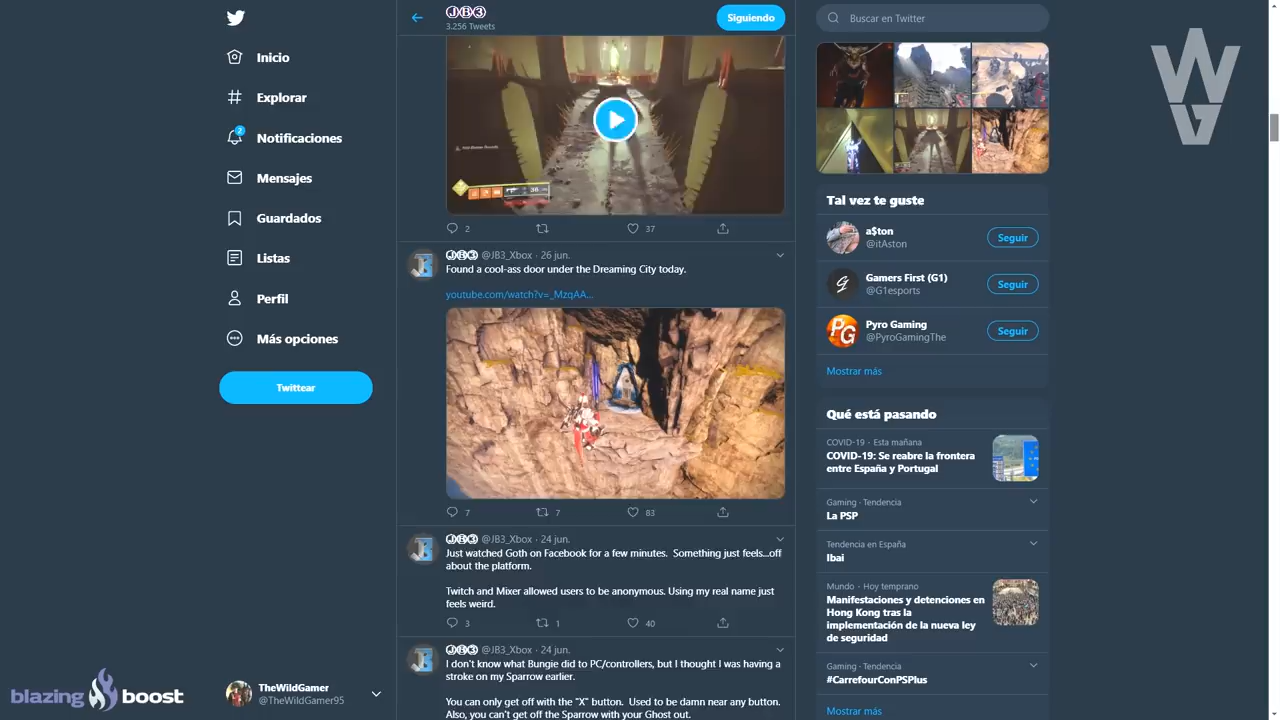 Inicio
Explorar
2
Notificaciones
Mensajes
Guardados
Listas
Perfil
Más opciones
Twittear
TheWildGamer
@TheWildGamer95
blazing boost
ⒿⒷ③
3.256 Tweets
Siguiendo
36
2
37
ⒿⒷ③ @JB3_Xbox · 26 jun.
Found a cool-ass door under the Dreaming City today.
youtube.com/watch?v=_MzqAA...
7
7
83
ⒿⒷ③ @JB3_Xbox · 24 jun.
Just watched Goth on Facebook for a few minutes. Something just feels...off
about the platform.
Twitch and Mixer allowed users to be anonymous. Using my real name just
feels weird.
3
1
40
ⒿⒷ③ @JB3_Xbox · 24 jun.
I don't know what Bungie did to PC/controllers, but I thought I was having a
stroke on my Sparrow earlier.
You can only get off with the "X" button. Used to be damn near any button.
Also, you can't get off the Sparrow with your Ghost out.
Buscar en Twitter
WG
Tal vez te guste
a$ton
@itAston
Seguir
Gamers First (G1)
@G1esports
Seguir
PG
Pyro Gaming
@PyroGamingThe
Seguir
Mostrar más
Qué está pasando
COVID-19 · Esta mañana
COVID-19: Se reabre la frontera
entre España y Portugal
Gaming · Tendencia
La PSP
Tendencia en España
Ibai
Mundo · Hoy temprano
Manifestaciones y detenciones en
Hong Kong tras la
implementación de la nueva ley
de seguridad
Gaming · Tendencia
#CarrefourConPSPlus
Mostrar más